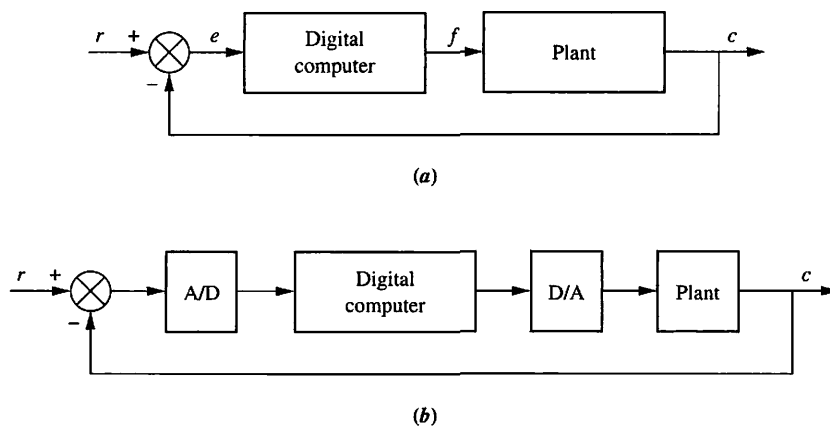 r + e Digital computer f Plant c
−
(a)
r + A/D Digital computer D/A Plant c
−
(b)